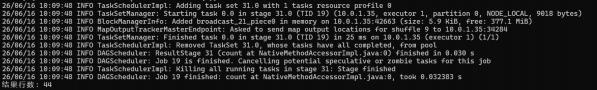 26/06/16 10:09:48 INFO TaskSchedulerImpl: Adding task set 31.0 with 1 tasks resource profile 0
26/06/16 10:09:48 INFO TaskSetManager: Starting task 0.0 in stage 31.0 (TID 19) (10.0.1.35, executor 1, partition 0, NODE_LOCAL, 9018 bytes)
26/06/16 10:09:48 INFO BlockManagerInfo: Added broadcast_21_piece0 in memory on 10.0.1.35:42663 (size: 5.9 KiB, free: 377.1 MiB)
26/06/16 10:09:48 INFO MapOutputTrackerMasterEndpoint: Asked to send map output locations for shuffle 9 to 10.0.1.35:34284
26/06/16 10:09:48 INFO TaskSetManager: Finished task 0.0 in stage 31.0 (TID 19) in 25 ms on 10.0.1.35 (executor 1) (1/1)
26/06/16 10:09:48 INFO TaskSchedulerImpl: Removed TaskSet 31.0, whose tasks have all completed, from pool
26/06/16 10:09:48 INFO DAGScheduler: ResultStage 31 (count at NativeMethodAccessorImpl.java:0) finished in 0.030 s
26/06/16 10:09:48 INFO DAGScheduler: Job 19 is finished. Cancelling potential speculative or zombie tasks for this job
26/06/16 10:09:48 INFO TaskSchedulerImpl: Killing all running tasks in stage 31: Stage finished
26/06/16 10:09:48 INFO DAGScheduler: Job 19 finished: count at NativeMethodAccessorImpl.java:0, took 0.032383 s
结果行数: 44